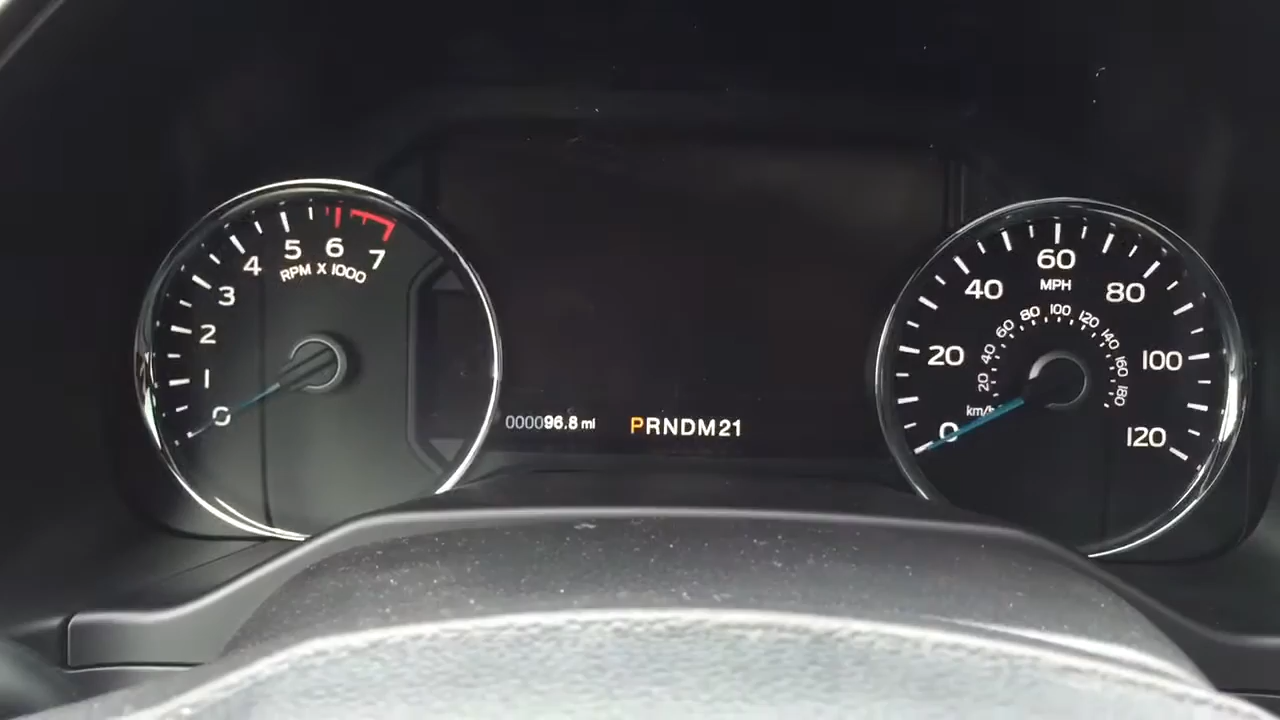 0 1 2 3 4 5 6 7
RPM X 1000
000096.8 mi
PRNDM21
0 20 40 60 80 100 120
MPH
20 40 60 80 100 120 140 160 180
km/h